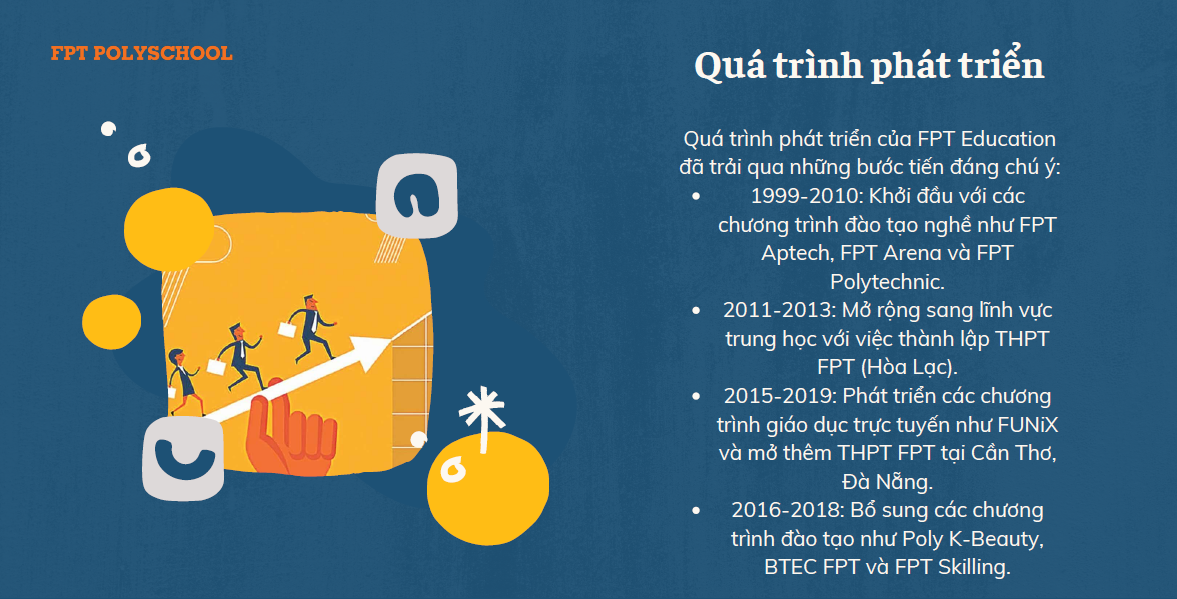 FPT POLYSCHOOL
Quá trình phát triển
Quá trình phát triển của FPT Education
đã trải qua những bước tiến đáng chú ý:
• 1999-2010: Khởi đầu với các
chương trình đào tạo nghề như FPT
Aptech, FPT Arena và FPT
Polytechnic.
• 2011-2013: Mở rộng sang lĩnh vực
trung học với việc thành lập THPT
FPT (Hòa Lạc).
• 2015-2019: Phát triển các chương
trình giáo dục trực tuyến như FUNiX
và mở thêm THPT FPT tại Cần Thơ,
Đà Nẵng.
• 2016-2018: Bổ sung các chương
trình đào tạo như Poly K-Beauty,
BTEC FPT và FPT Skilling.